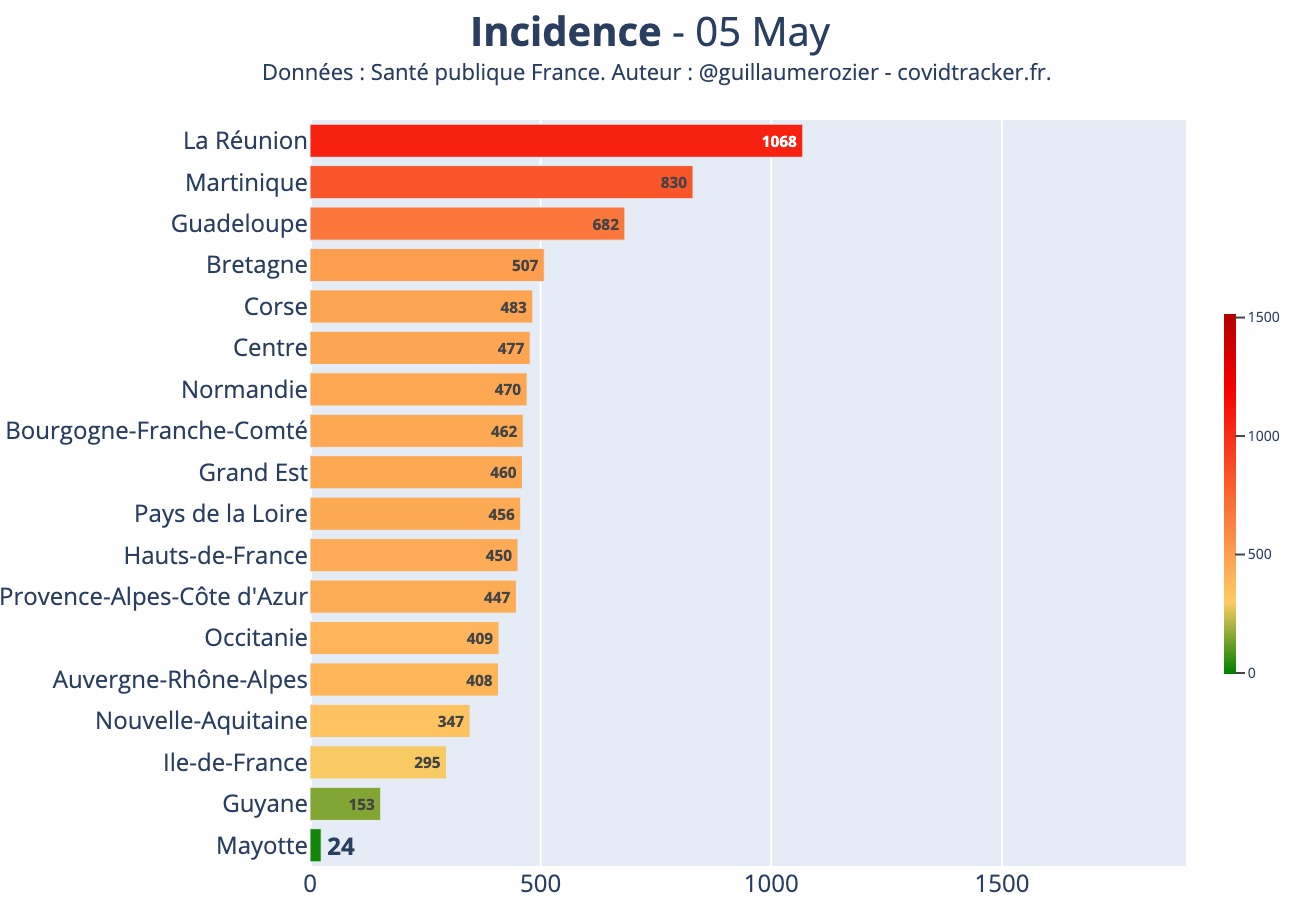 Incidence - 05 May
Données : Santé publique France. Auteur : @guillaumerozier - covidtracker.fr.
La Réunion 1068
Martinique 830
Guadeloupe 682
Bretagne 507
Corse 483
Centre 477
Normandie 470
Bourgogne-Franche-Comté 462
Grand Est 460
Pays de la Loire 456
Hauts-de-France 450
Provence-Alpes-Côte d'Azur 447
Occitanie 409
Auvergne-Rhône-Alpes 408
Nouvelle-Aquitaine 347
Ile-de-France 295
Guyane 153
Mayotte 24
0 500 1000 1500
1500
1000
500
0